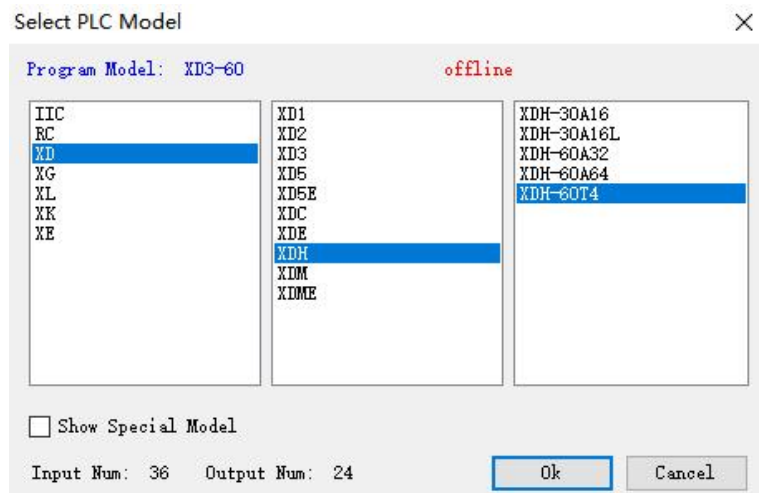 Select PLC Model
Program Model: XD3-60 offline
IIC
RC
XD
XG
XL
XK
XE
XD1
XD2
XD3
XD5
XD5E
XDC
XDE
XDH
XDM
XDME
XDH-30A16
XDH-30A16L
XDH-60A32
XDH-60A64
XDH-60T4
Show Special Model
Input Num: 36 Output Num: 24
Ok
Cancel